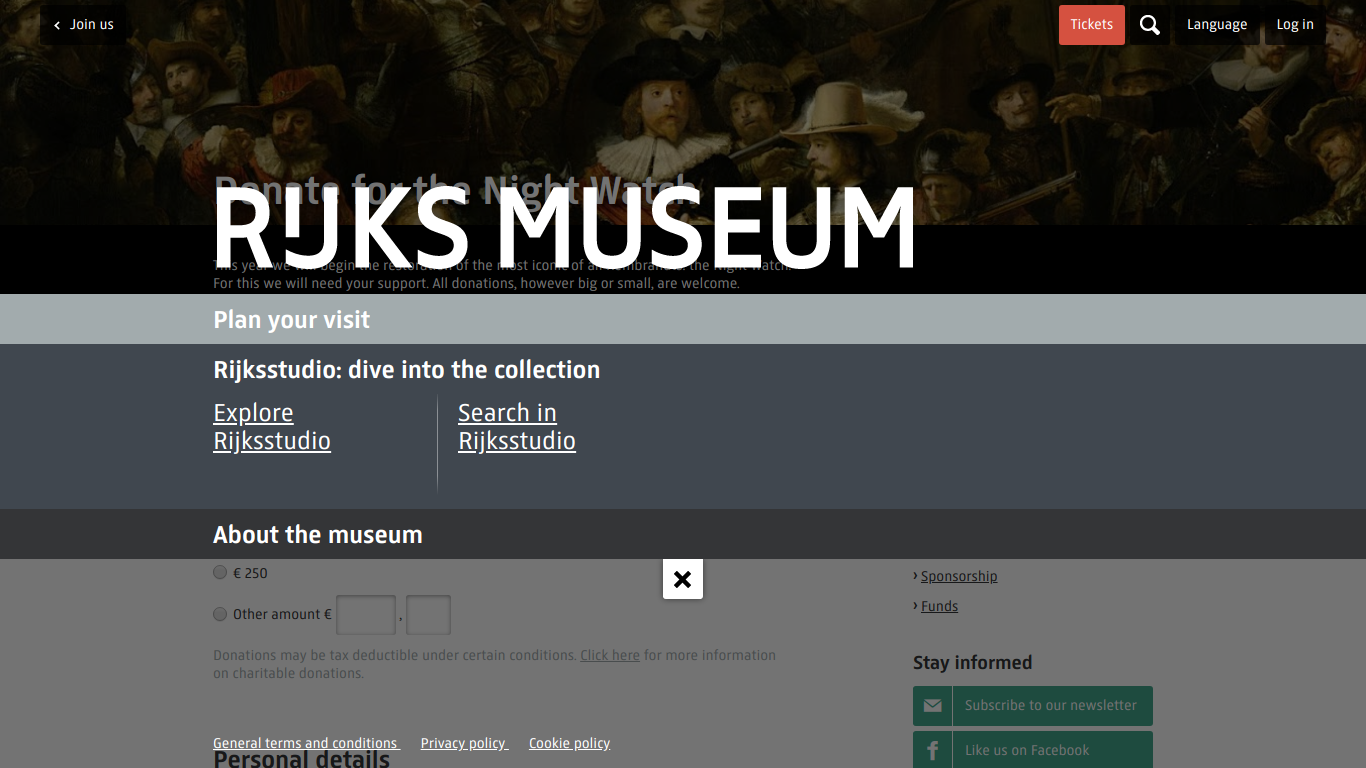 Join us
Tickets
Language
Log in
Donate for the Night Watch
RIJKS MUSEUM
This year we will begin the restoration of the most iconic of all Rembrandts: the Night Watch.
For this we will need your support. All donations, however big or small, are welcome.
Plan your visit
Rijksstudio: dive into the collection
Explore
Rijksstudio
Search in
Rijksstudio
About the museum
€ 250
Other amount € ,
Donations may be tax deductible under certain conditions. Click here for more information
on charitable donations.
› Sponsorship
› Funds
Stay informed
Subscribe to our newsletter
Like us on Facebook
General terms and conditions Privacy policy Cookie policy
Personal details